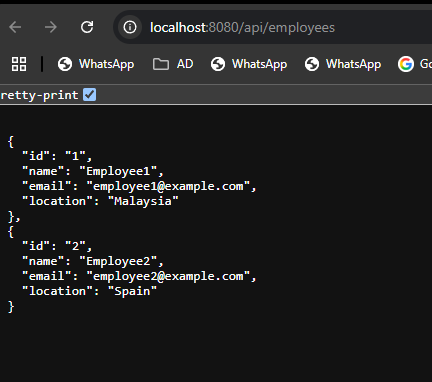 localhost:8080/api/employees
WhatsApp AD WhatsApp WhatsApp Go
retty-print
{
"id": "1",
"name": "Employee1",
"email": "employee1@example.com",
"location": "Malaysia"
},
{
"id": "2",
"name": "Employee2",
"email": "employee2@example.com",
"location": "Spain"
}